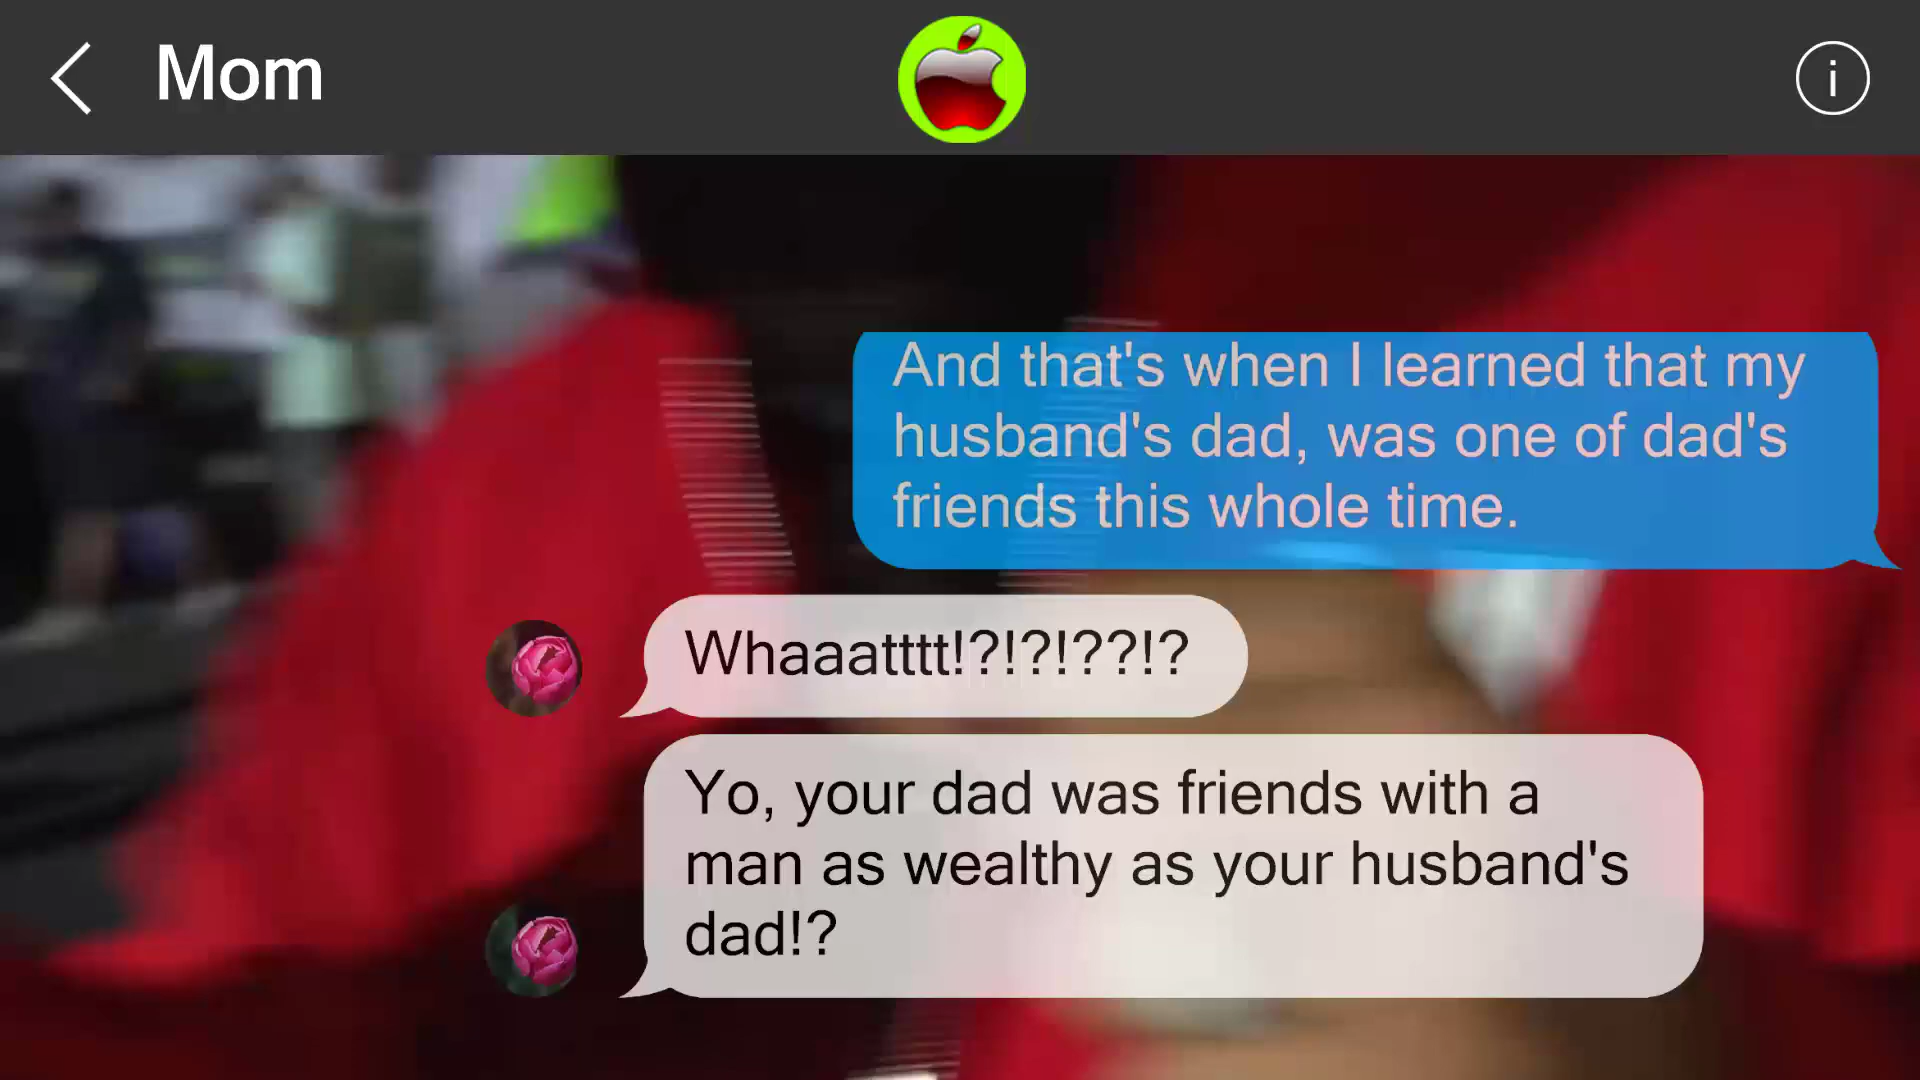 Mom
i
And that's when I learned that my
husband's dad, was one of dad's
friends this whole time.
Whaaatttt!?!?!??!?
Yo, your dad was friends with a
man as wealthy as your husband's
dad!?